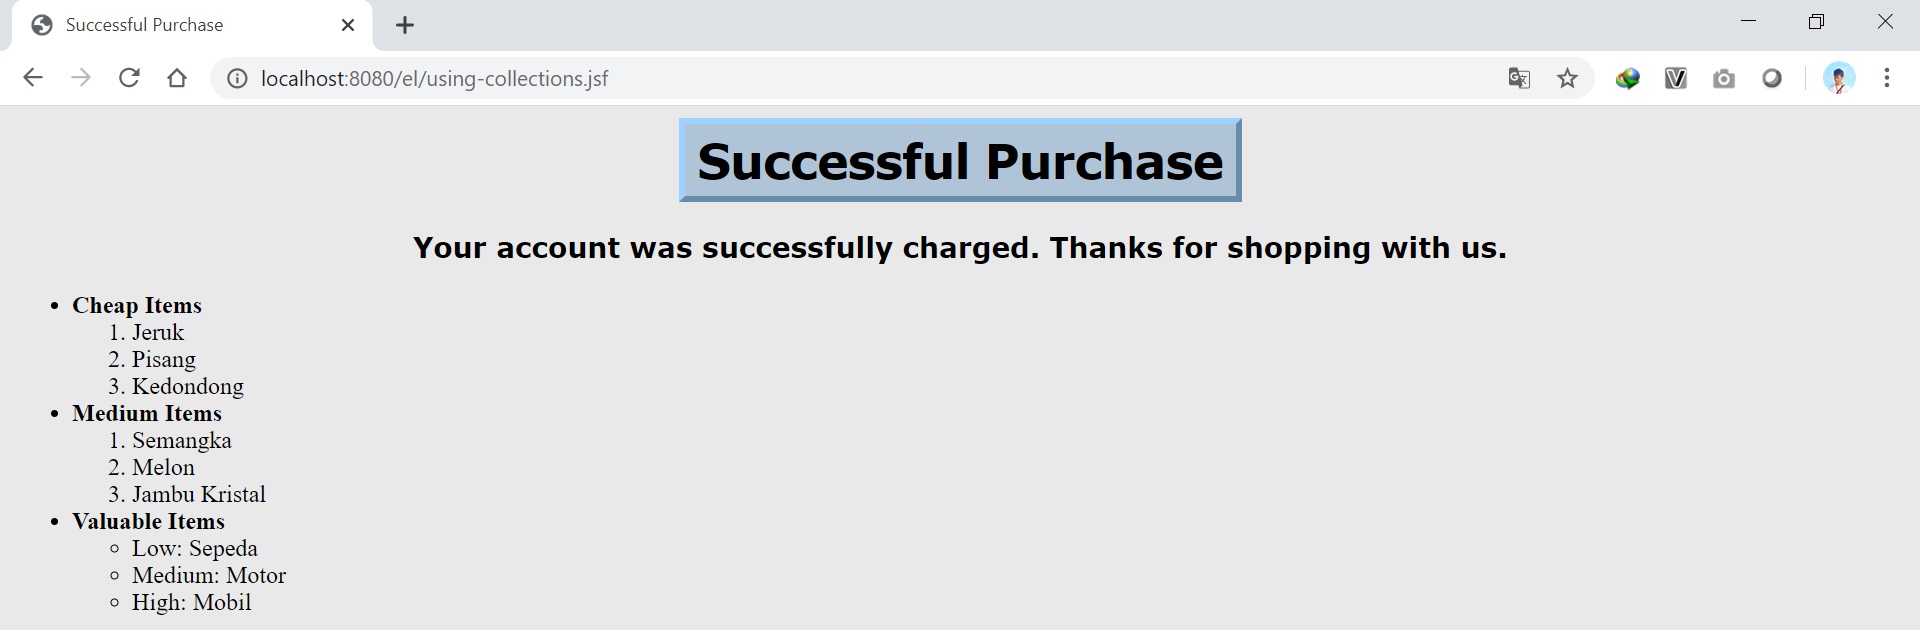 Successful Purchase
localhost:8080/el/using-collections.jsf
Successful Purchase
Your account was successfully charged. Thanks for shopping with us.
• Cheap Items
1. Jeruk
2. Pisang
3. Kedondong
• Medium Items
1. Semangka
2. Melon
3. Jambu Kristal
• Valuable Items
○ Low: Sepeda
○ Medium: Motor
○ High: Mobil